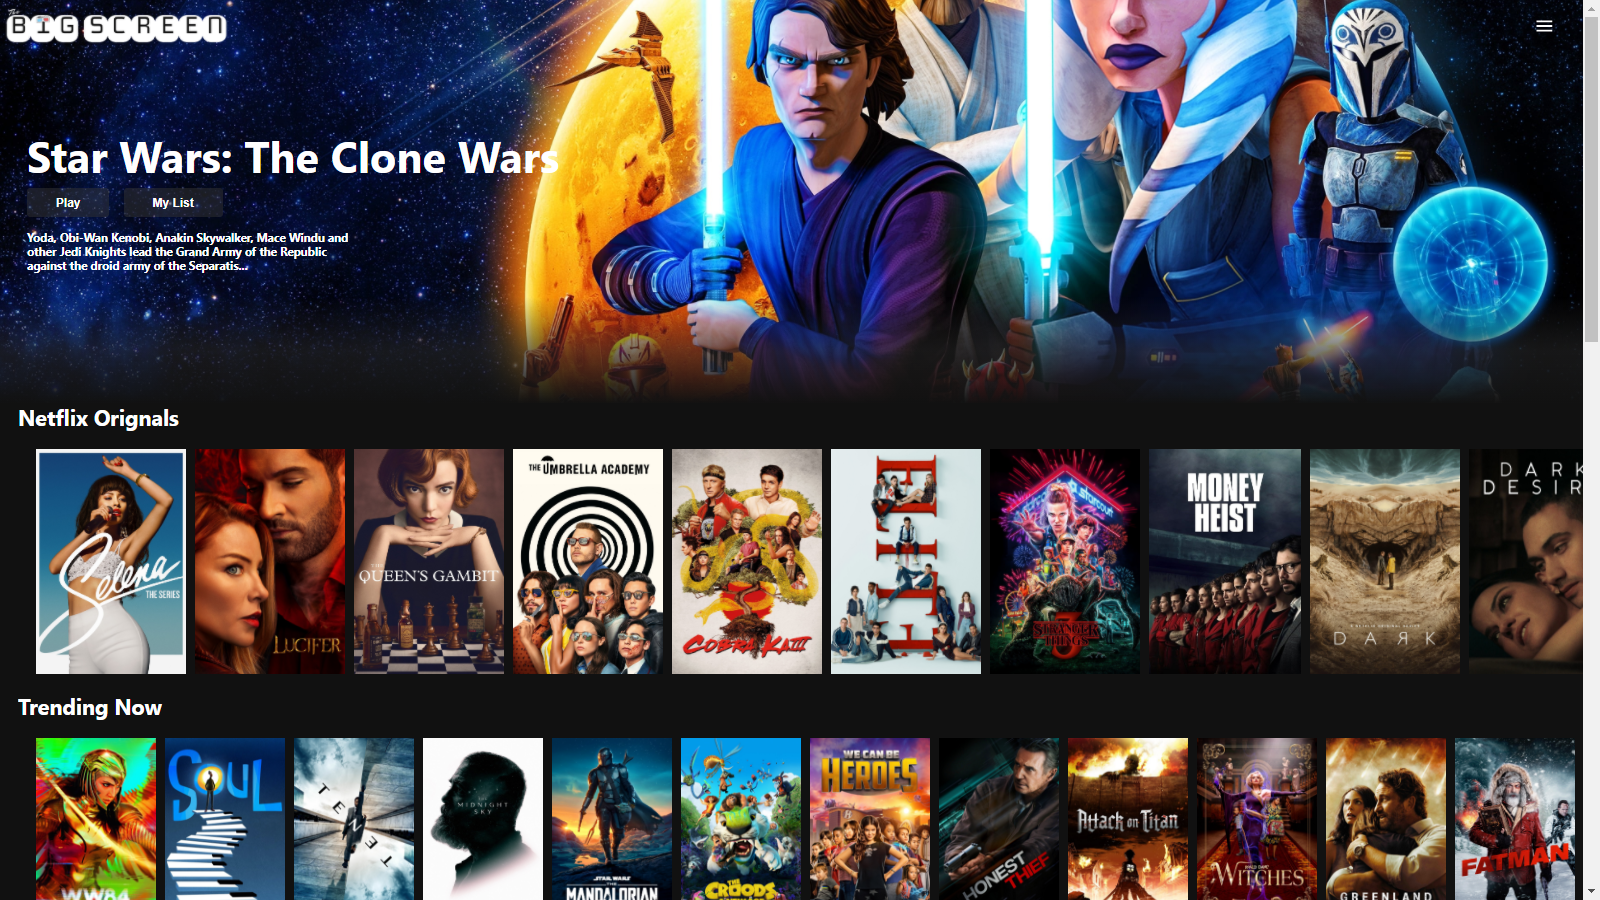 The
BIG SCREEN
Star Wars: The Clone Wars
Play
My List
Yoda, Obi-Wan Kenobi, Anakin Skywalker, Mace Windu and
other Jedi Knights lead the Grand Army of the Republic
against the droid army of the Separatis...
Netflix Orignals
Selena
THE SERIES
LUCIFER
THE
QUEEN'S GAMBIT
THE UMBRELLA ACADEMY
COBRA KAI
ELITE
STRANGER
THINGS
3
MONEY
HEIST
DARK
DARK
DESIR
Trending Now
WW84
SOUL
TENET
MIDNIGHT
SKY
STAR WARS
THE
MANDALORIAN
THE
CROODS
WE CAN BE
HEROES
HONEST
THIEF
Attack on Titan
WITCHES
GREENLAND
FATMAN